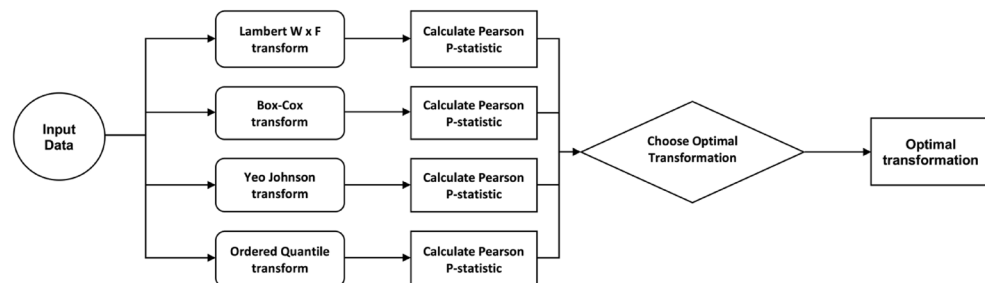 Input
Data
Lambert W x F
transform
Calculate Pearson
P-statistic
Box-Cox
transform
Calculate Pearson
P-statistic
Yeo Johnson
transform
Calculate Pearson
P-statistic
Ordered Quantile
transform
Calculate Pearson
P-statistic
Choose Optimal
Transformation
Optimal
transformation